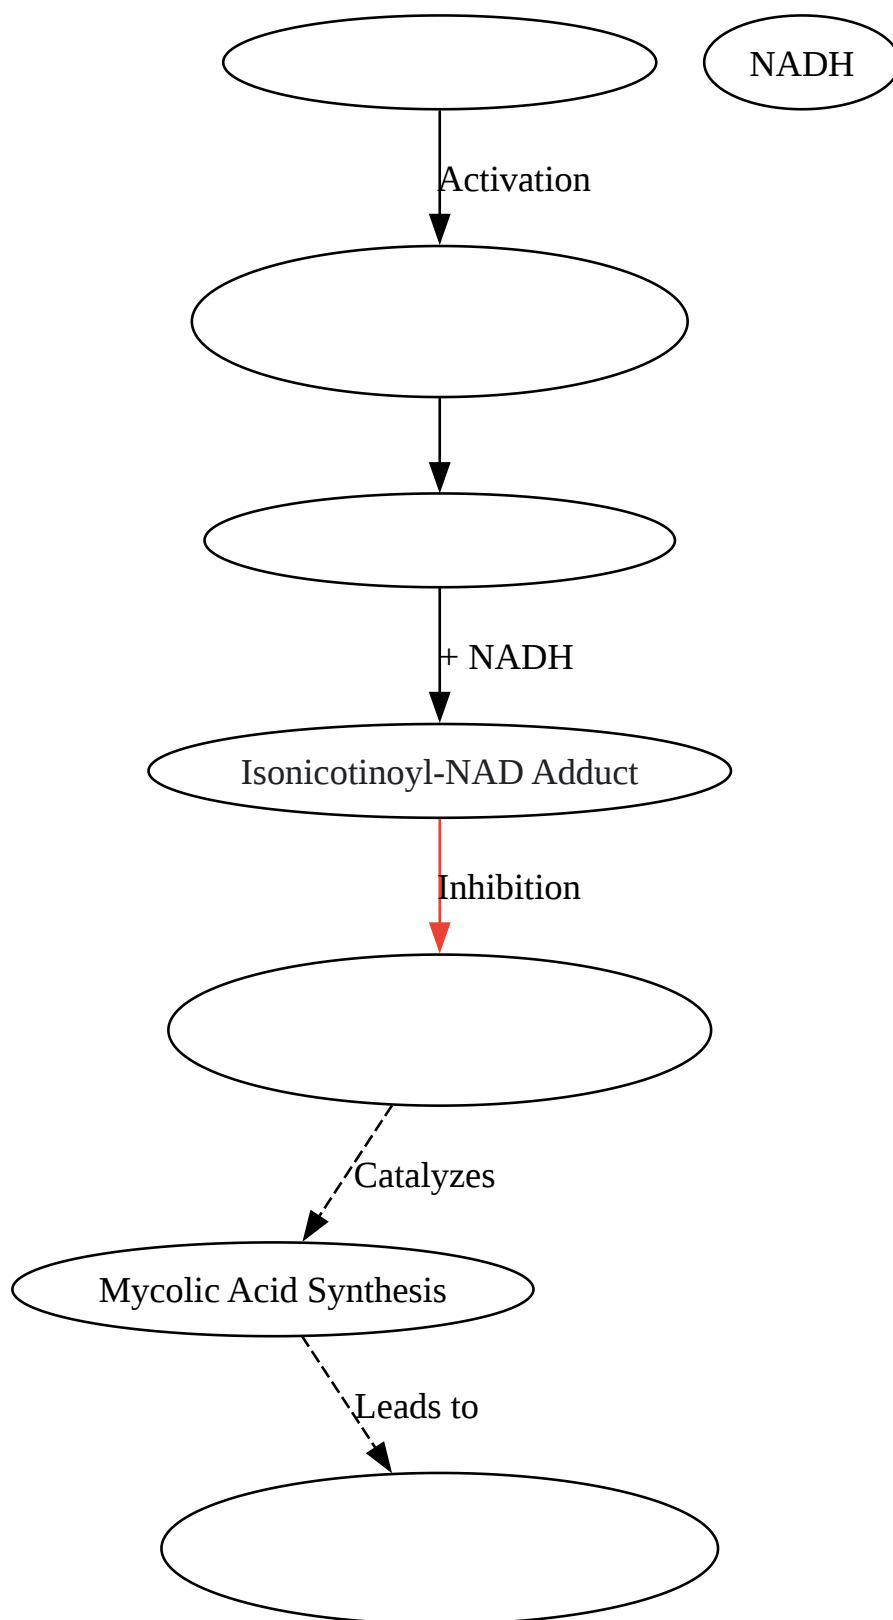 NADH
Activation
+ NADH
Isonicotinoyl-NAD Adduct
Inhibition
Catalyzes
Mycolic Acid Synthesis
Leads to